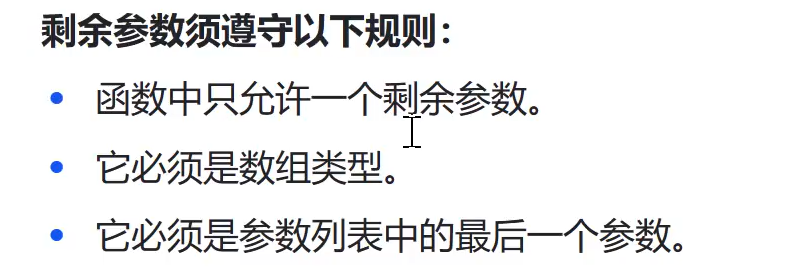 剩余参数须遵守以下规则：
函数中只允许一个剩余参数。
它必须是数组类型。
它必须是参数列表中的最后一个参数。